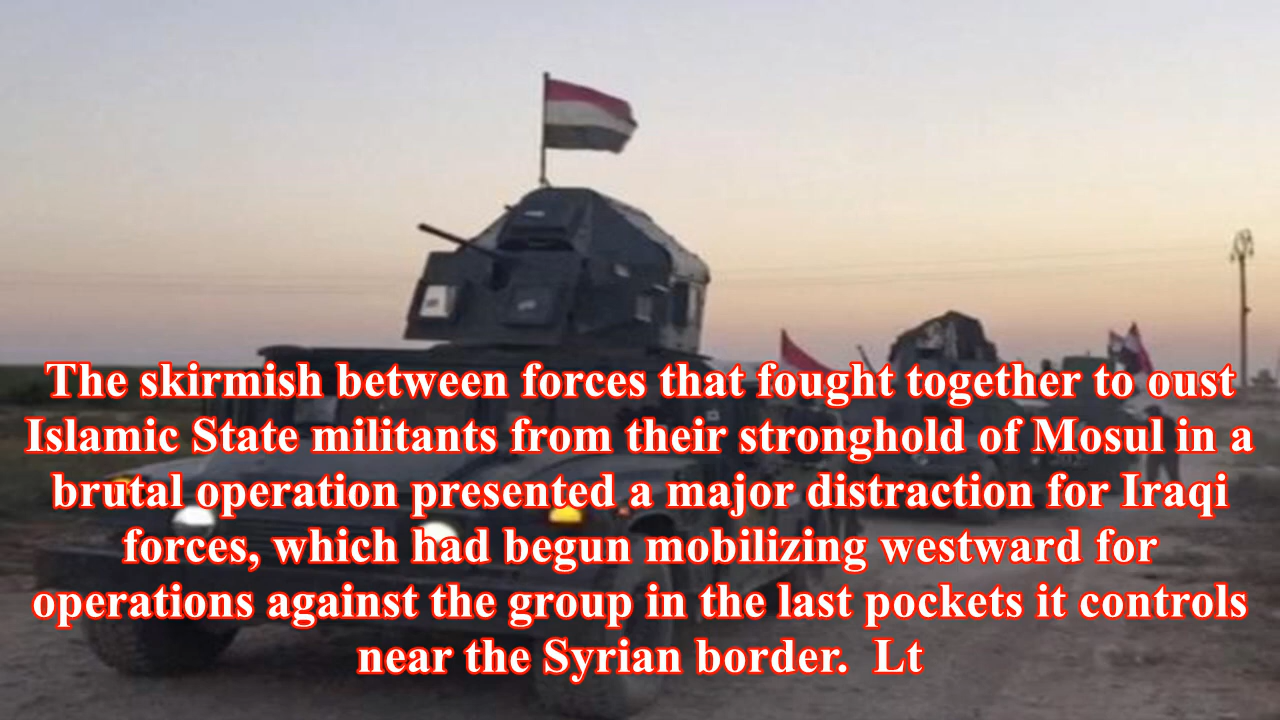 The skirmish between forces that fought together to oust
Islamic State militants from their stronghold of Mosul in a
brutal operation presented a major distraction for Iraqi
forces, which had begun mobilizing westward for
operations against the group in the last pockets it controls
near the Syrian border.  Lt